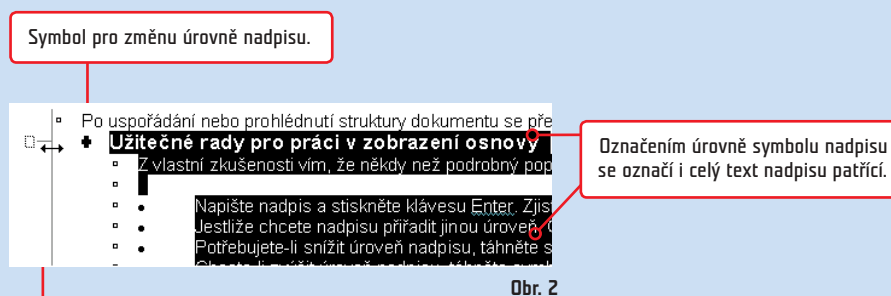 Symbol pro změnu úrovně nadpisu.
Po uspořádání nebo prohlédnutí struktury dokumentu se pře
Užitečné rady pro práci v zobrazení osnovy
Z vlastní zkušenosti vím, že někdy než podrobný pop
Označením úrovně symbolu nadpisu
se označí i celý text nadpisu patřící.
Napište nadpis a stiskněte klávesu Enter. Zjis
Jestliže chcete nadpisu přiřadit jinou úroveň,
Potřebujete-li snížit úroveň nadpisu, táhněte s
Obr. 2